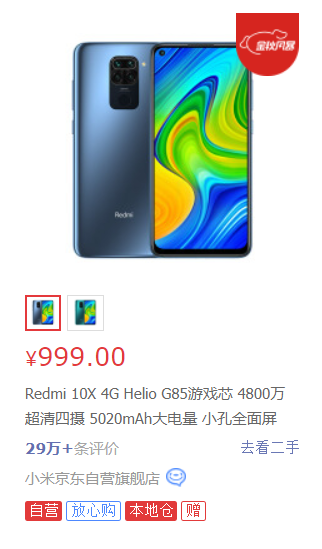 金秋风暴
Redmi
¥999.00
Redmi 10X 4G Helio G85游戏芯 4800万
超清四摄 5020mAh大电量 小孔全面屏
29万+条评价 去看二手
小米京东自营旗舰店
自营 放心购 本地仓 赠